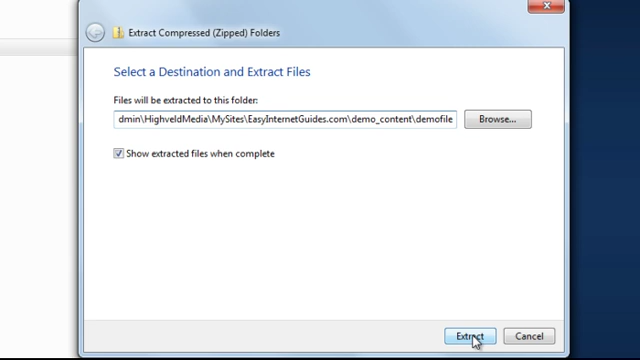 Extract Compressed (Zipped) Folders
Select a Destination and Extract Files
Files will be extracted to this folder:
dmin\HighveldMedia\MySites\EasyInternetGuides.com\demo_content\demofile
Browse...
Show extracted files when complete
Extract
Cancel